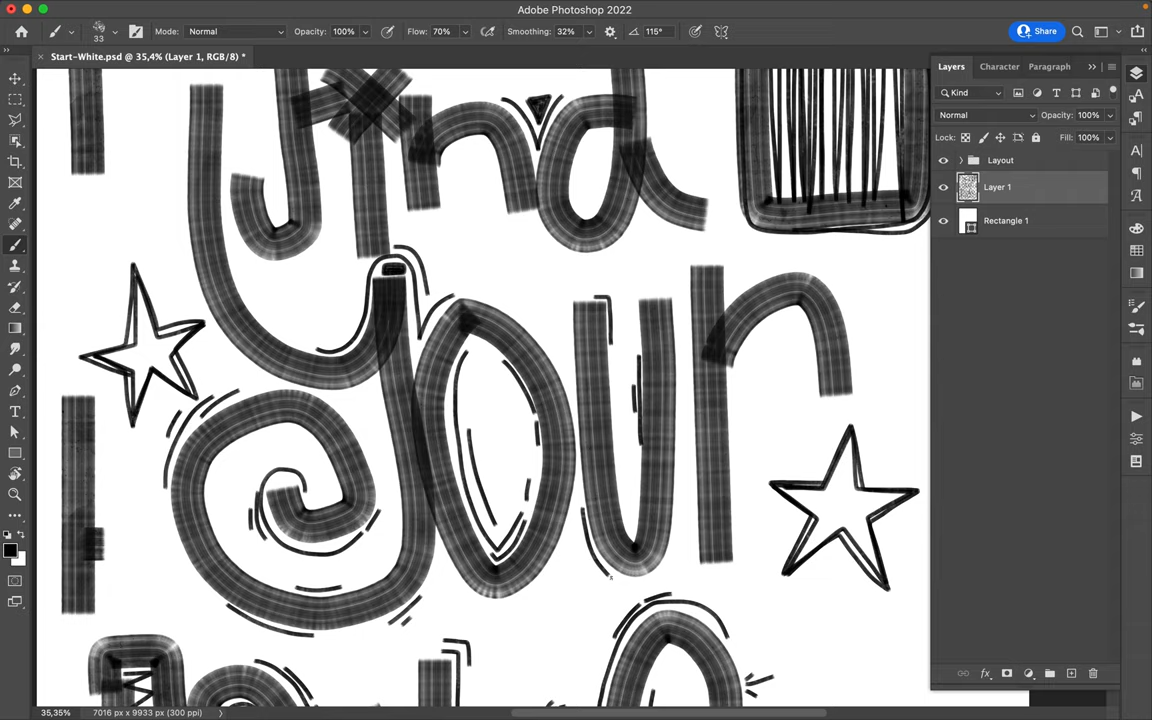 Adobe Photoshop 2022
33
Mode:
Normal
Opacity:
100%
Flow:
70%
Smoothing:
32%
115°
Share
Start-White.psd @ 35,4% (Layer 1, RGB/8) *
Layers
Character
Paragraph
Kind
Normal
Opacity:
100%
Lock:
Fill:
100%
Layout
Layer 1
Rectangle 1
your
35,35%
7016 px x 9933 px (300 ppi)